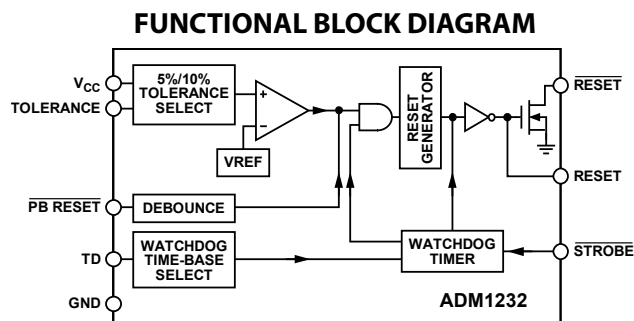 FUNCTIONAL BLOCK DIAGRAM
VCC
TOLERANCE
5%/10%
TOLERANCE
SELECT
+
−
VREF
RESET
GENERATOR
RESET
RESET
PB RESET
DEBOUNCE
TD
WATCHDOG
TIME-BASE
SELECT
WATCHDOG
TIMER
STROBE
GND
ADM1232